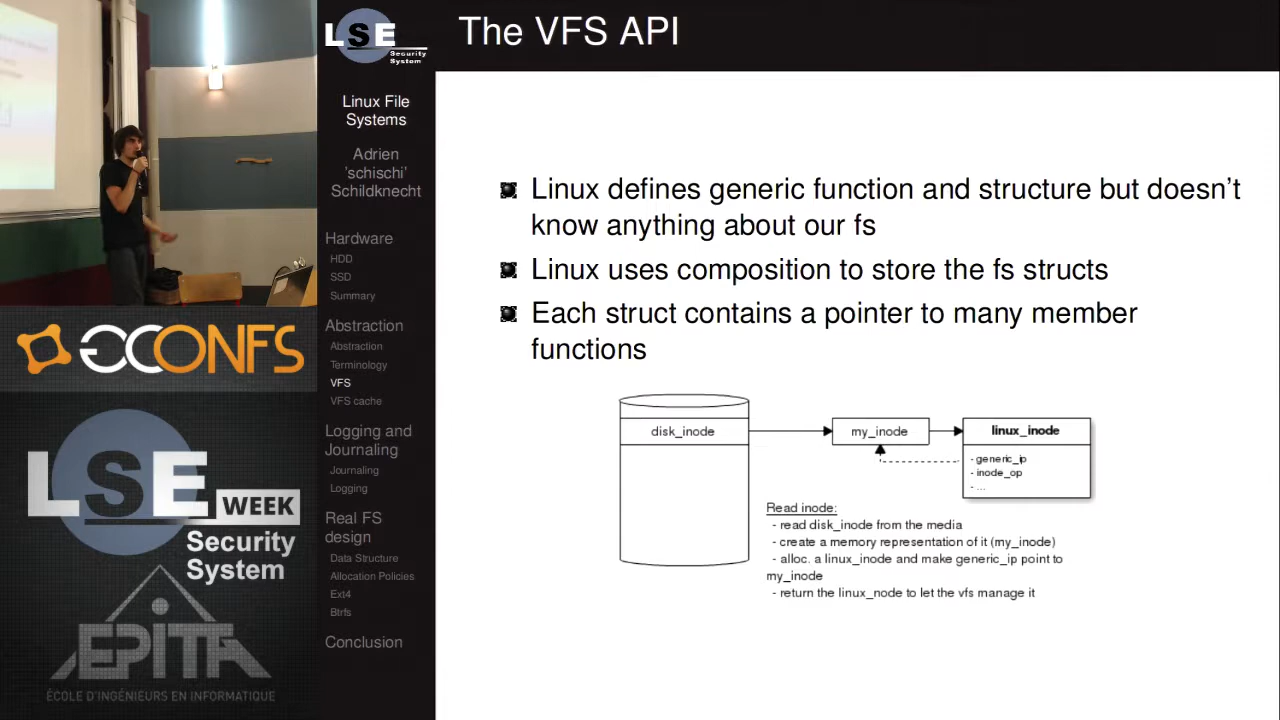 The VFS API
LSE
Security
System
Linux File
Systems
Adrien
'schischi'
Schildknecht
Hardware
HDD
SSD
Summary
Abstraction
Abstraction
Terminology
VFS
VFS cache
Logging and
Journaling
Journaling
Logging
Real FS
design
Data Structure
Allocation Policies
Ext4
Btrfs
Conclusion
Linux defines generic function and structure but doesn't
know anything about our fs
Linux uses composition to store the fs structs
Each struct contains a pointer to many member
functions
disk_inode
my_inode
linux_inode
- generic_ip
- inode_op
- ...
Read inode:
- read disk_inode from the media
- create a memory representation of it (my_inode)
- alloc. a linux_inode and make generic_ip point to
my_inode
- return the linux_node to let the vfs manage it
GCONFS
LSE WEEK
Security
System
EPITA
ÉCOLE D'INGÉNIEURS EN INFORMATIQUE